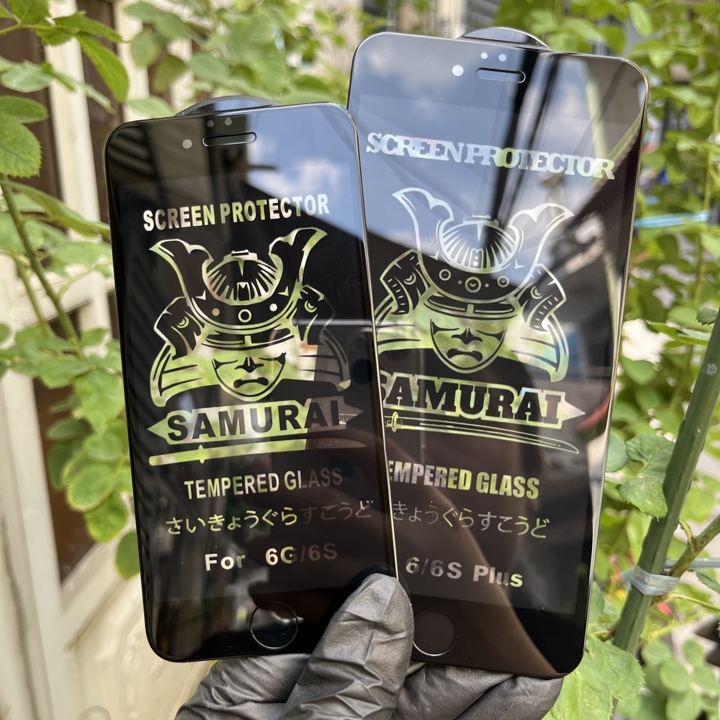 SCREEN PROTECTOR
SAMURAI
TEMPERED GLASS
さいきょうぐらすこうど
For 6G/6S
SCREEN PROTECTOR
SAMURAI
EMPERED GLASS
きょうぐらすこうど
6/6S Plus